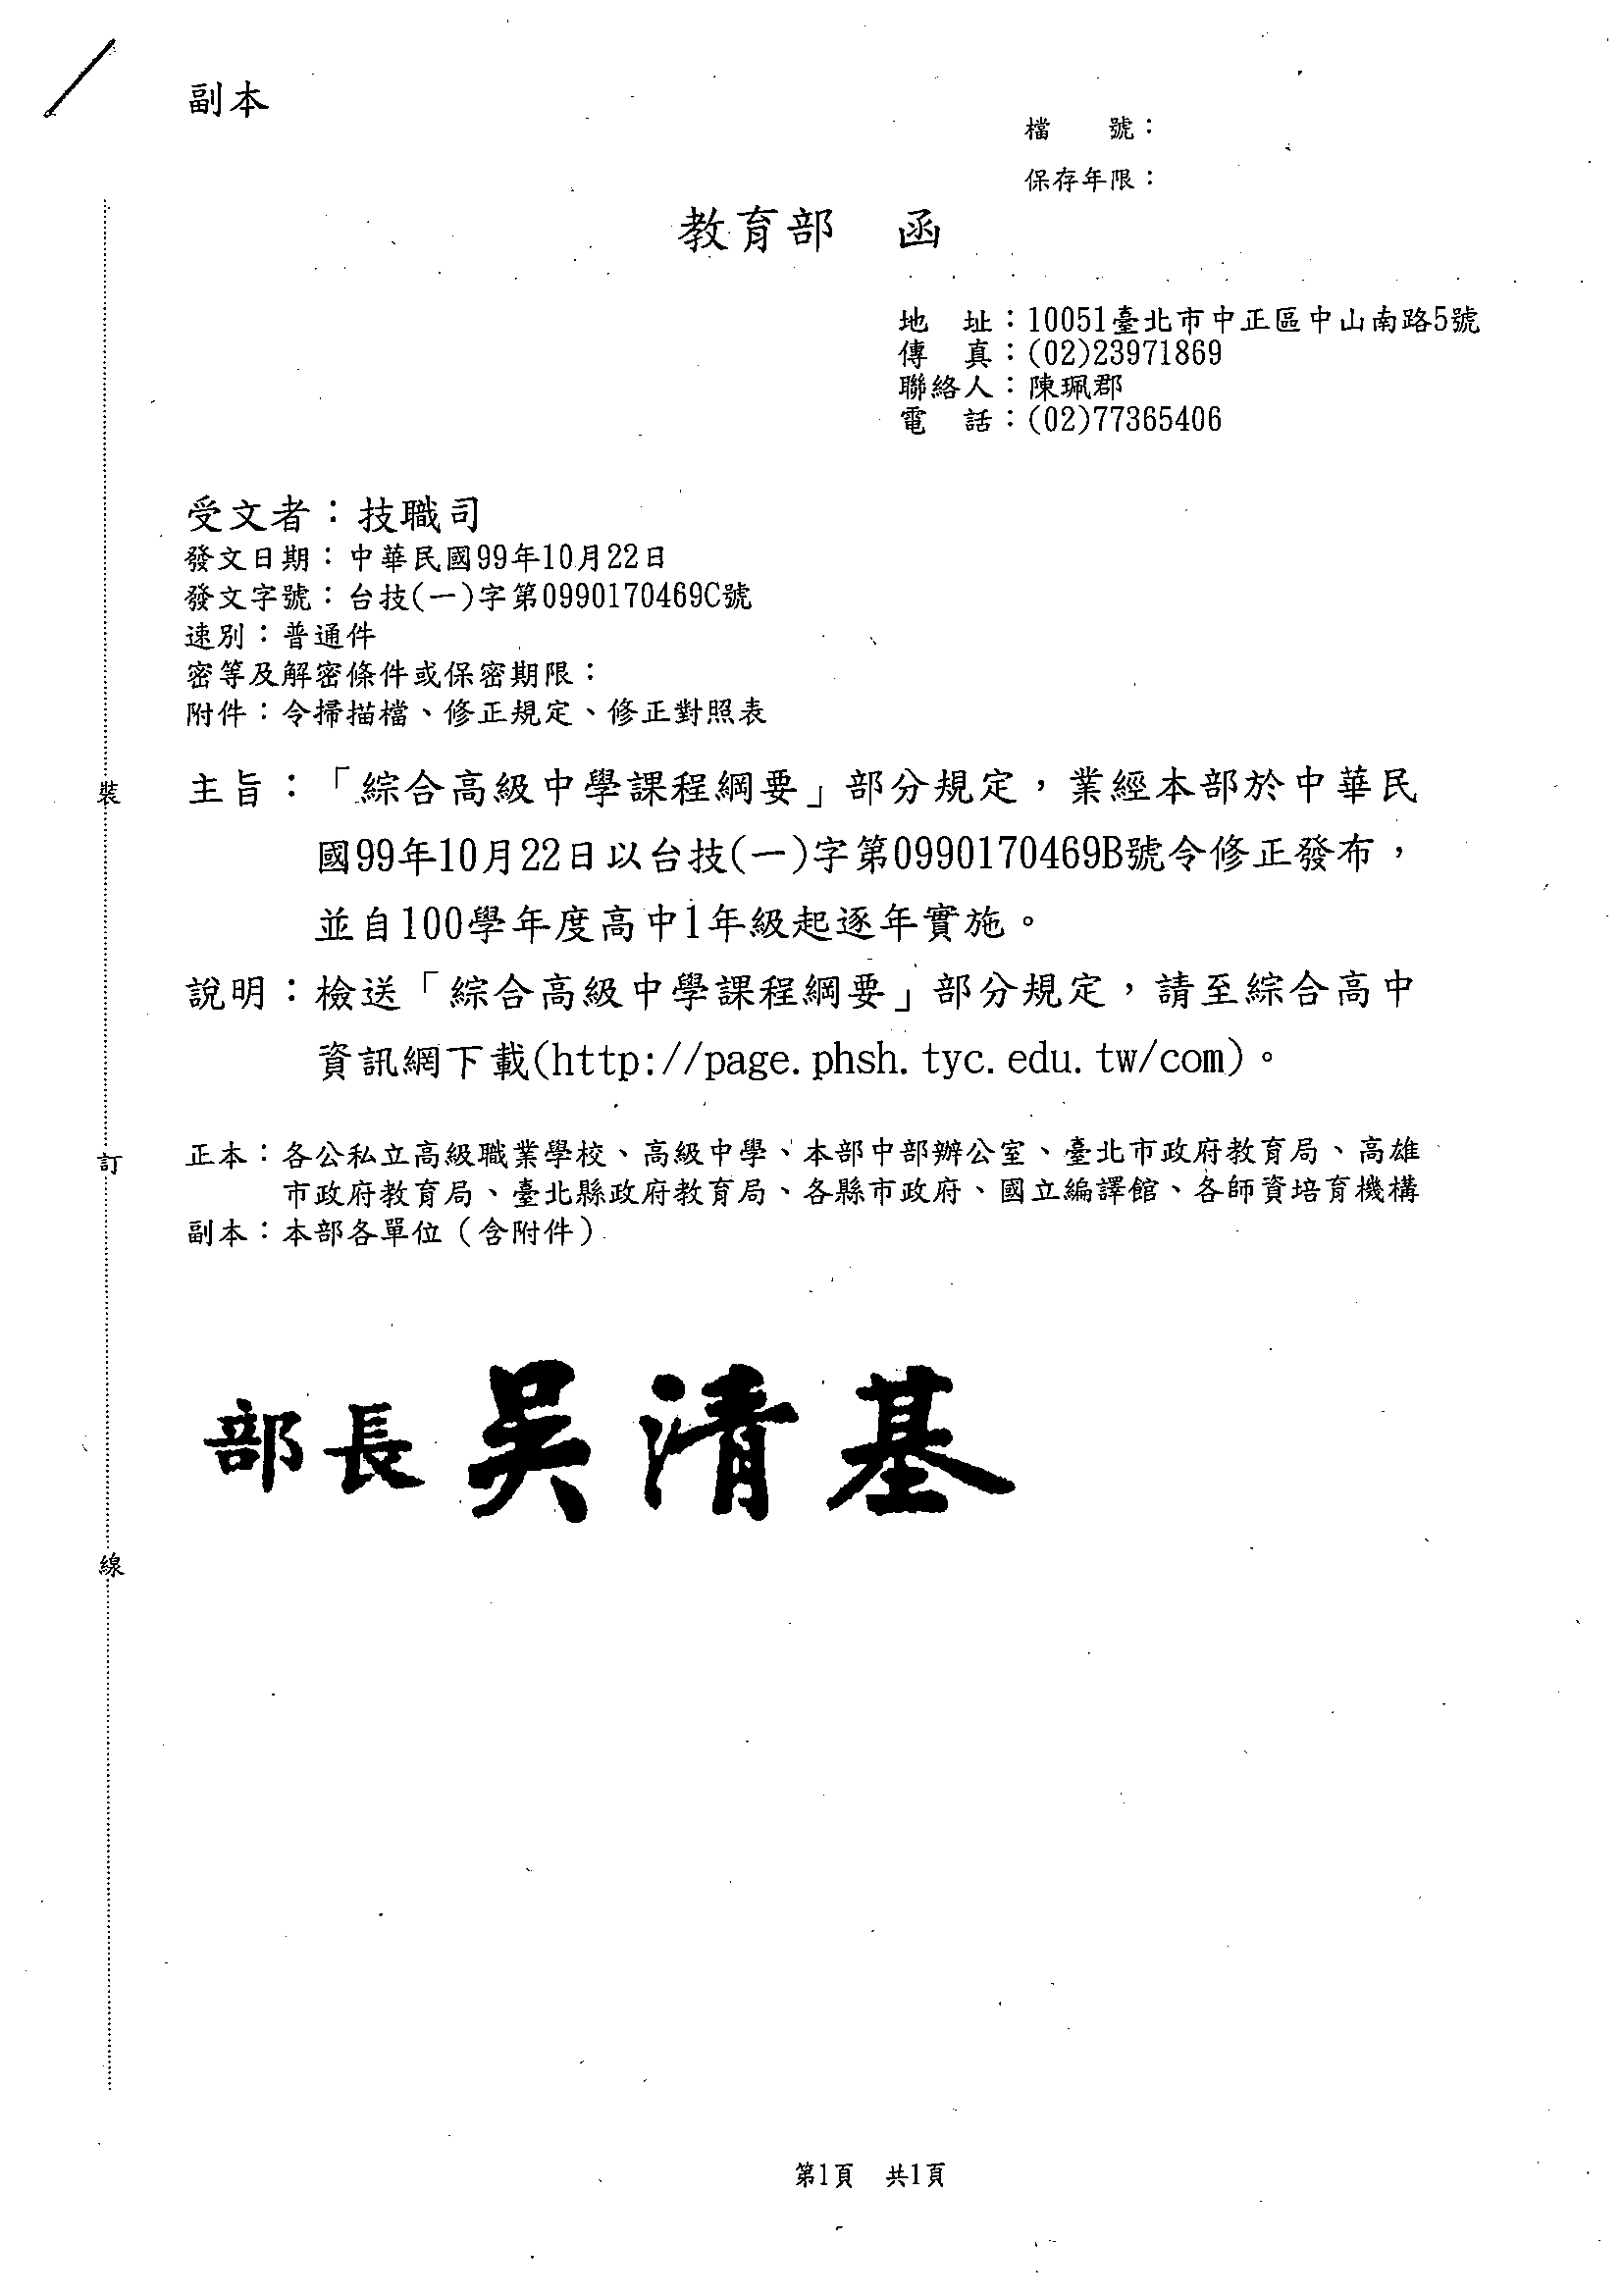 副本
檔　　號：
保存年限：
教育部　函
地　址：10051臺北市中正區中山南路5號
傳　真：(02)23971869
聯絡人：陳珮郡
電　話：(02)77365406
受文者：技職司
發文日期：中華民國99年10月22日
發文字號：台技(一)字第0990170469C號
速別：普通件
密等及解密條件或保密期限：
附件：令掃描檔、修正規定、修正對照表
主旨：「綜合高級中學課程綱要」部分規定，業經本部於中華民
國99年10月22日以台技(一)字第0990170469B號令修正發布，
並自100學年度高中1年級起逐年實施。
說明：檢送「綜合高級中學課程綱要」部分規定，請至綜合高中
資訊網下載(http://page.phsh.tyc.edu.tw/com)。
正本：各公私立高級職業學校、高級中學、本部中部辦公室、臺北市政府教育局、高雄
市政府教育局、臺北縣政府教育局、各縣市政府、國立編譯館、各師資培育機構
副本：本部各單位（含附件）
部長 吳清基
裝
訂
線
第1頁　共1頁